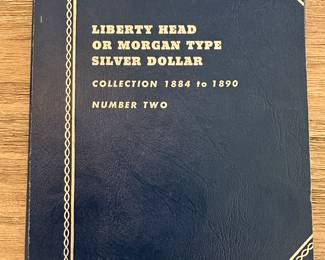 LIBERTY HEAD
OR MORGAN TYPE
SILVER DOLLAR
COLLECTION 1884 to 1890
NUMBER TWO